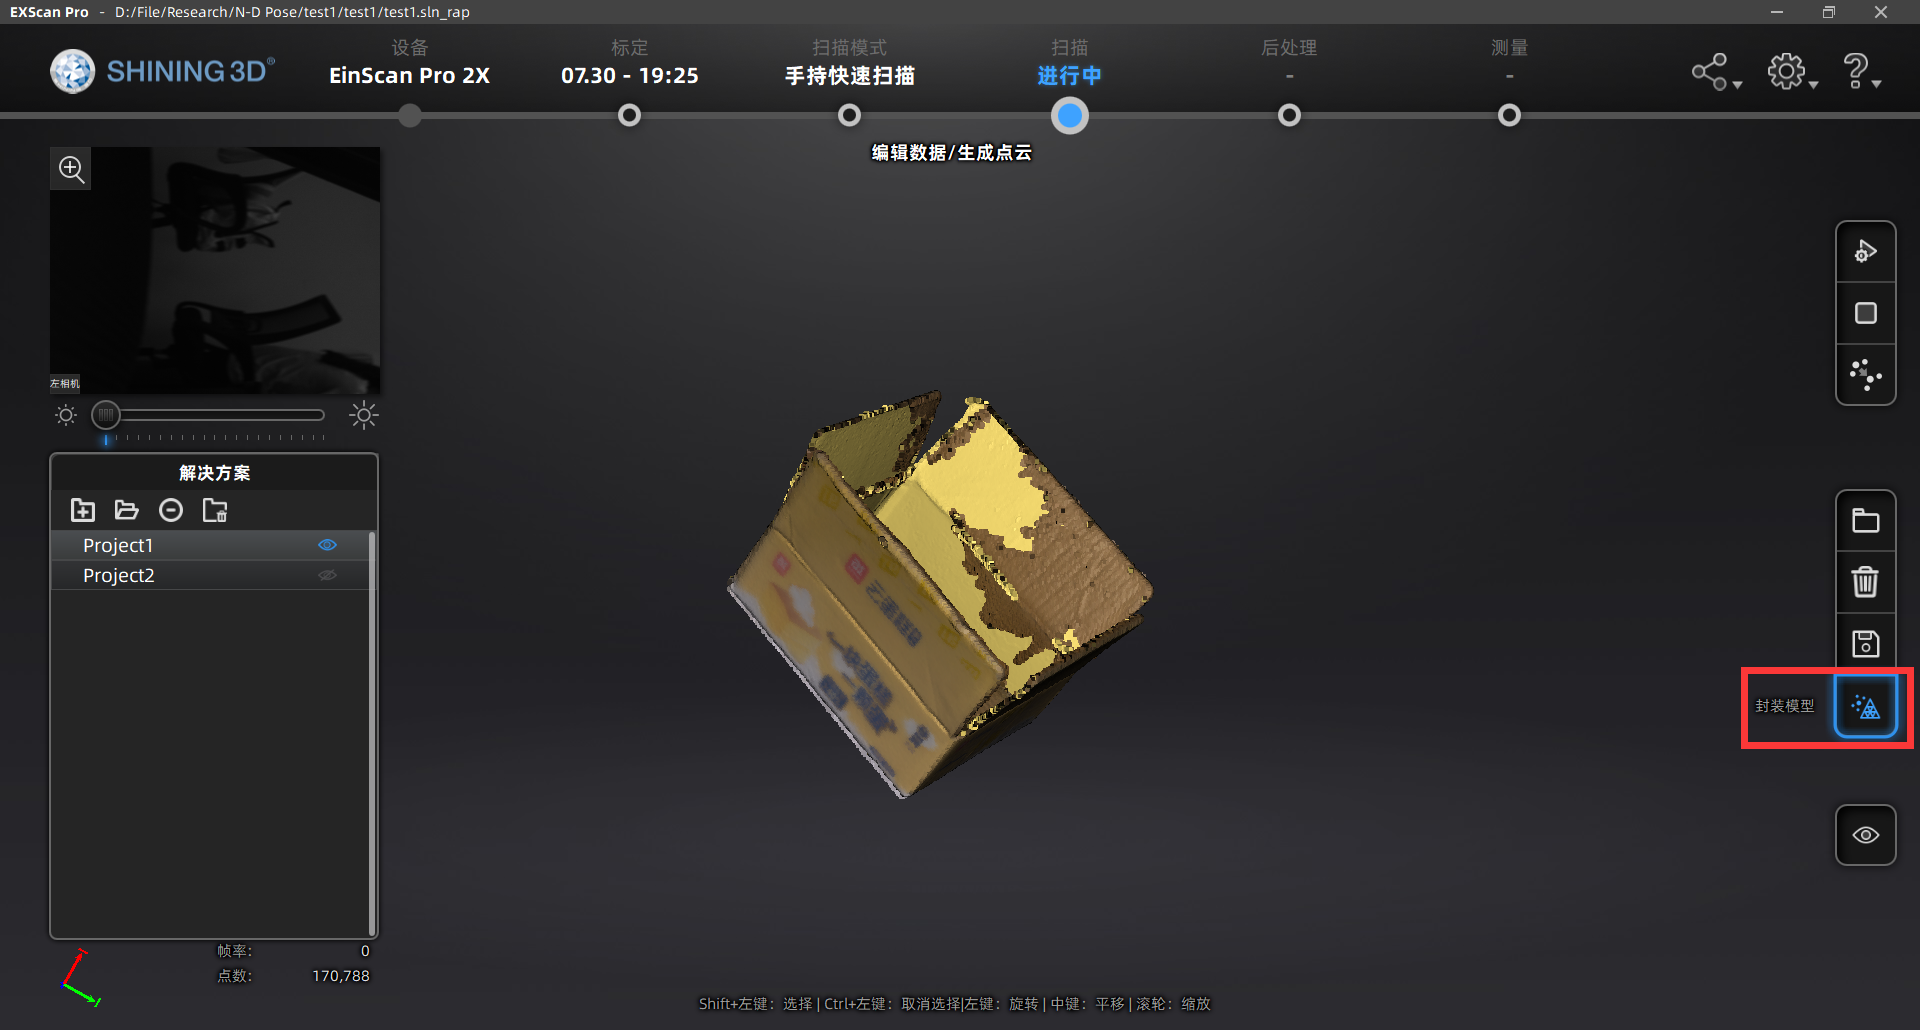 EXScan Pro - D:/File/Research/N-D Pose/test1/test1/test1.sln_rap
SHINING 3D®
设备
EinScan Pro 2X
标定
07.30 - 19:25
扫描模式
手持快速扫描
扫描
进行中
后处理
-
测量
-
编辑数据/生成点云
左相机
解决方案
Project1
Project2
封装模型
帧率: 0
点数: 170,788
Shift+左键: 选择 | Ctrl+左键: 取消选择|左键: 旋转 | 中键: 平移 | 滚轮: 缩放